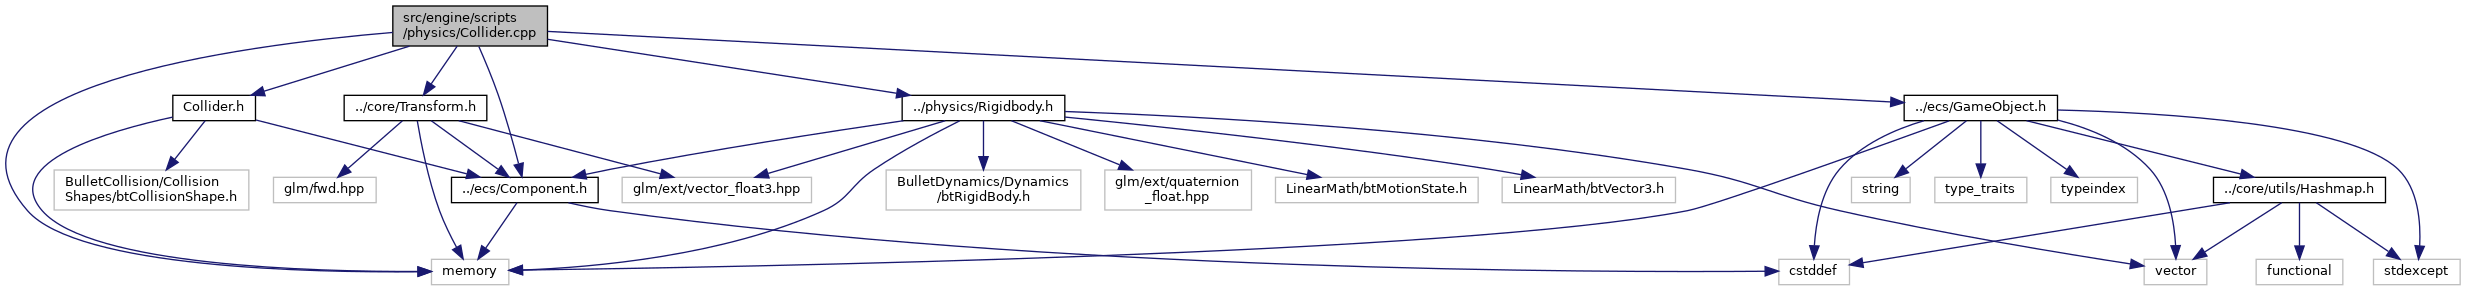 src/engine/scripts
/physics/Collider.cpp
Collider.h
../core/Transform.h
../physics/Rigidbody.h
../ecs/GameObject.h
BulletCollision/Collision
Shapes/btCollisionShape.h
glm/fwd.hpp
../ecs/Component.h
glm/ext/vector_float3.hpp
BulletDynamics/Dynamics
/btRigidBody.h
glm/ext/quaternion
_float.hpp
LinearMath/btMotionState.h
LinearMath/btVector3.h
string
type_traits
typeindex
../core/utils/Hashmap.h
memory
cstddef
vector
functional
stdexcept